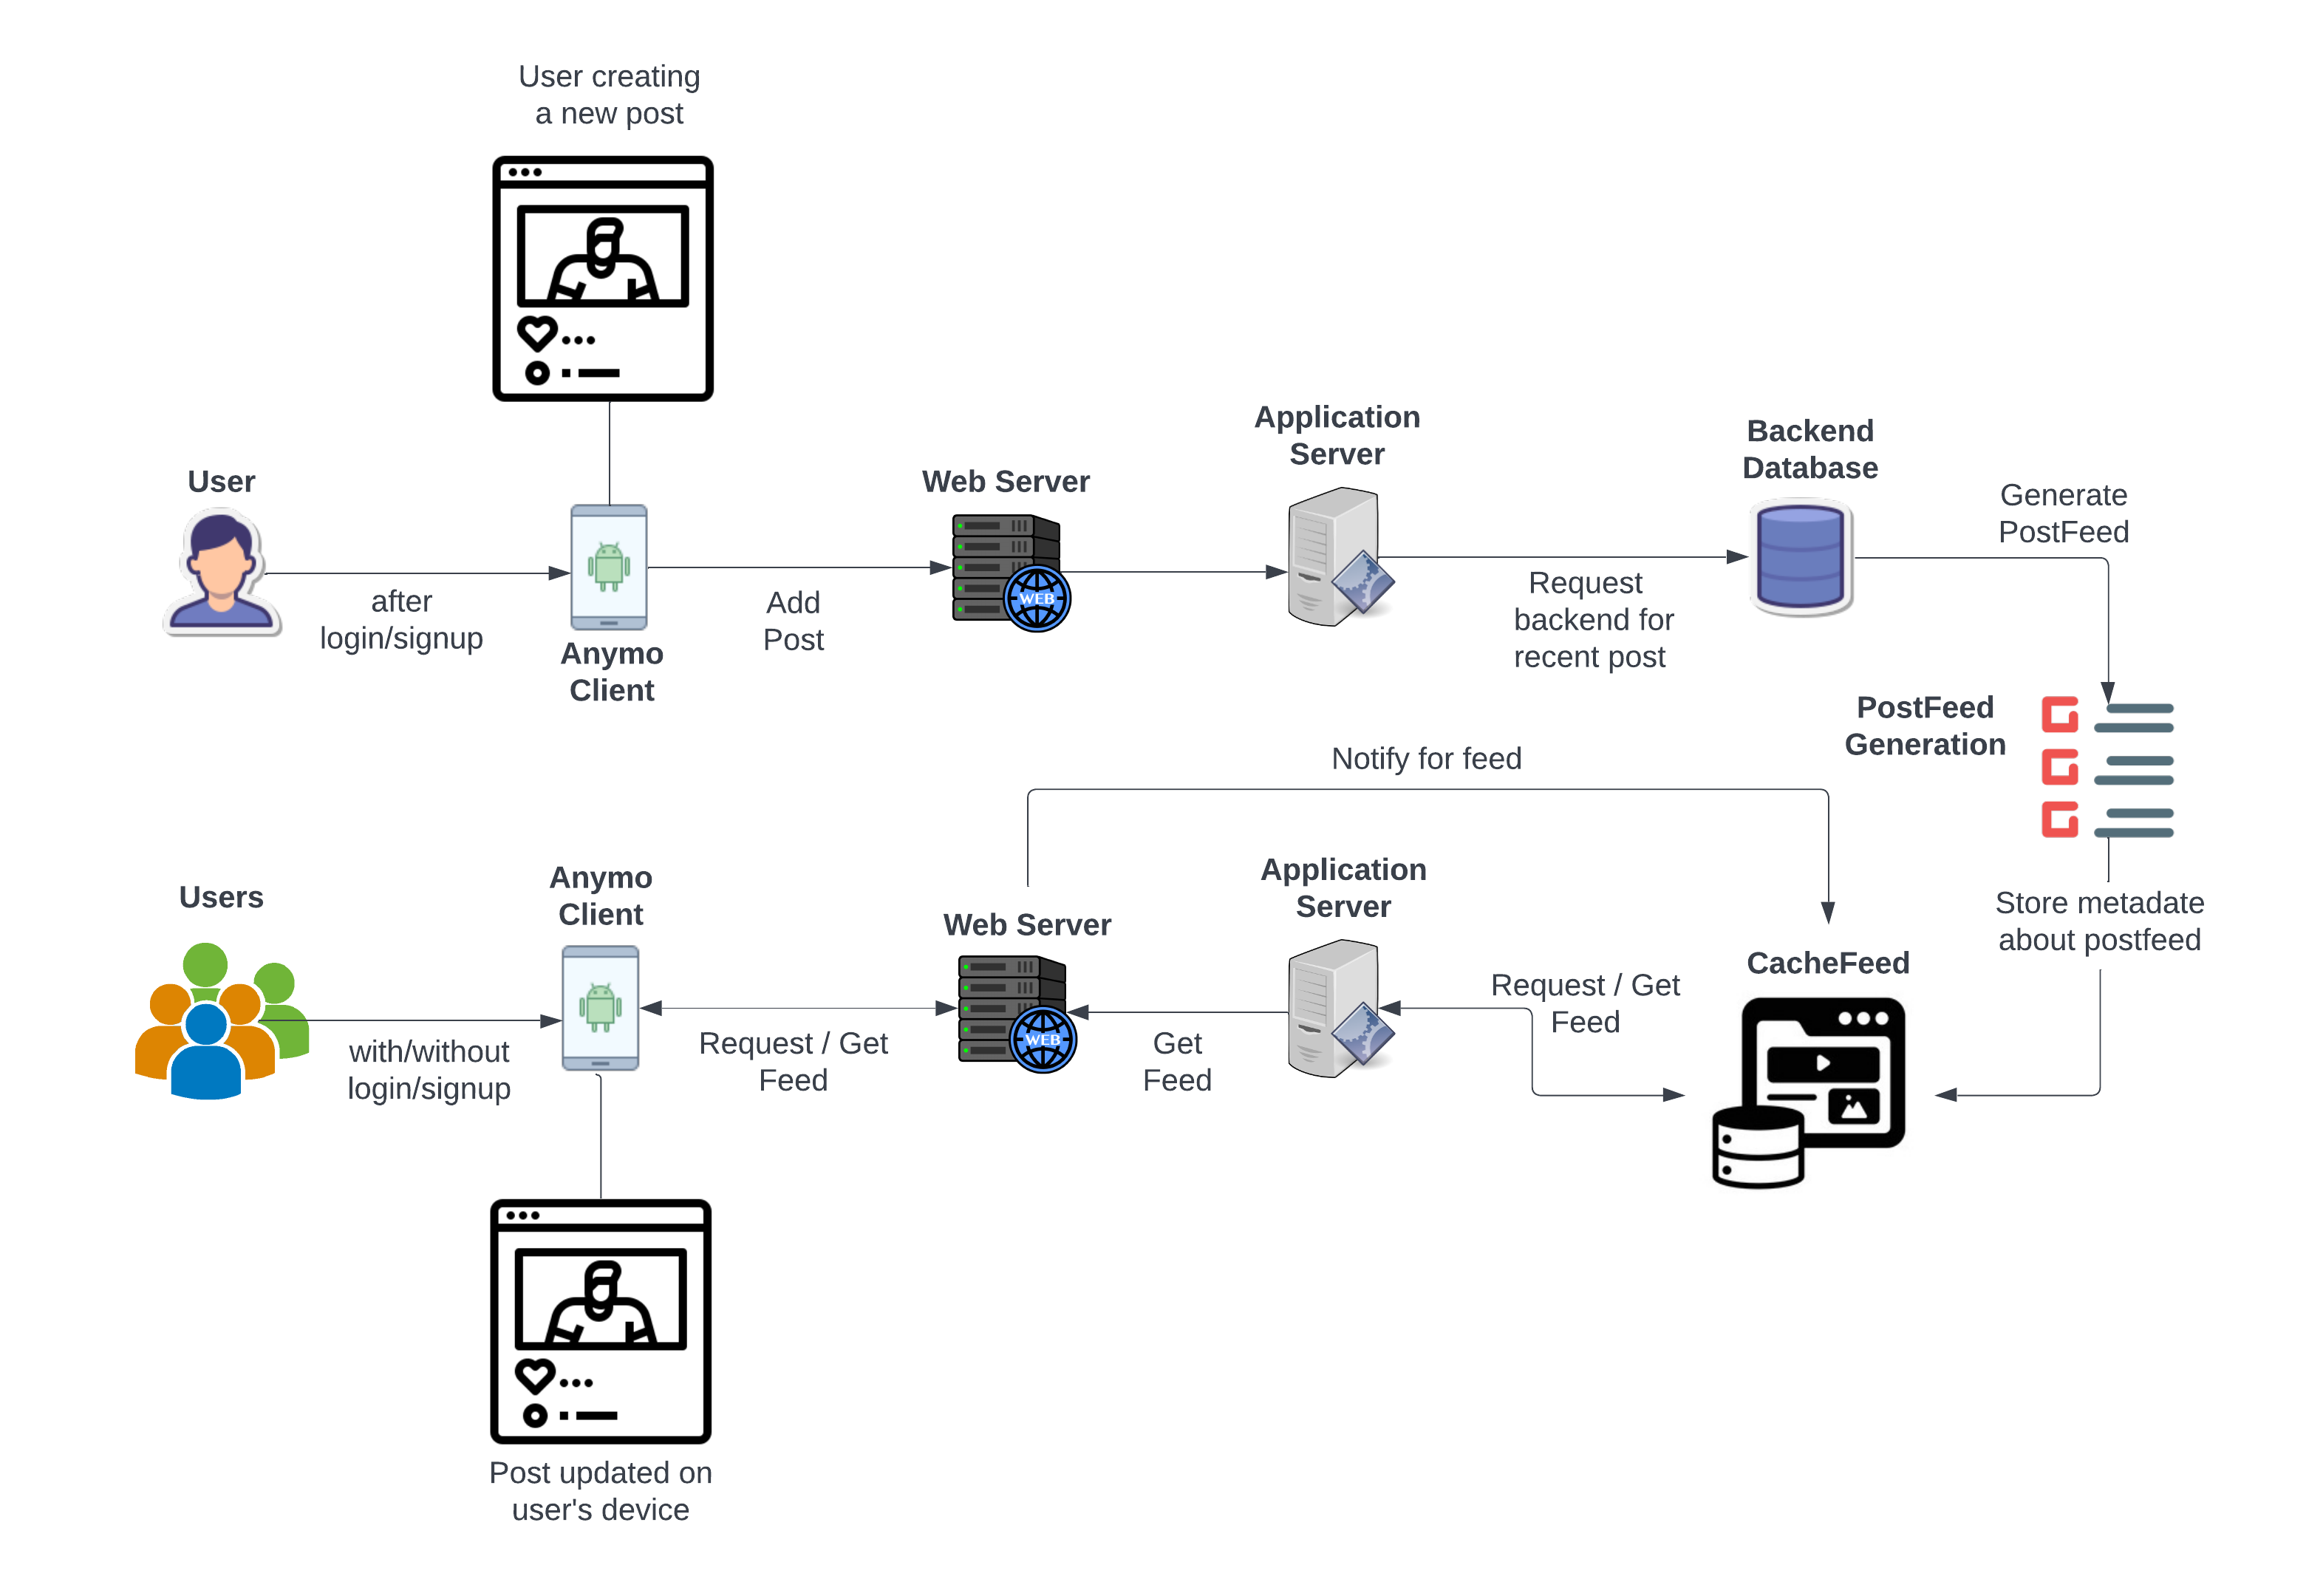 User creating
a new post
User
after
login/signup
Anymo
Client
Add
Post
Web Server
WEB
Application
Server
Request
backend for
recent post
Backend
Database
Generate
PostFeed
PostFeed
Generation
Notify for feed
Store metadate
about postfeed
Users
with/without
login/signup
Anymo
Client
Request / Get
Feed
Web Server
WEB
Get
Feed
Application
Server
Request / Get
Feed
CacheFeed
Post updated on
user's device